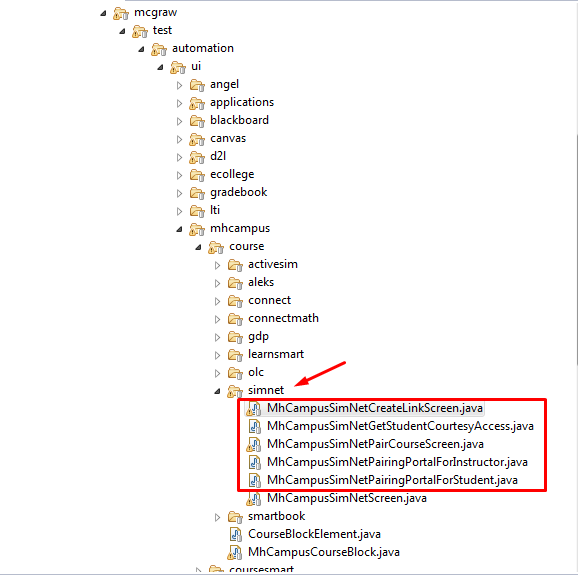 mcgraw
test
automation
ui
angel
applications
blackboard
canvas
d2l
ecollege
gradebook
lti
mhcampus
course
activesim
aleks
connect
connectmath
gdp
learnsmart
olc
simnet
MhCampusSimNetCreateLinkScreen.java
MhCampusSimNetGetStudentCourtesyAccess.java
MhCampusSimNetPairCourseScreen.java
MhCampusSimNetPairingPortalForInstructor.java
MhCampusSimNetPairingPortalForStudent.java
MhCampusSimNetScreen.java
smartbook
CourseBlockElement.java
MhCampusCourseBlock.java
coursesmart